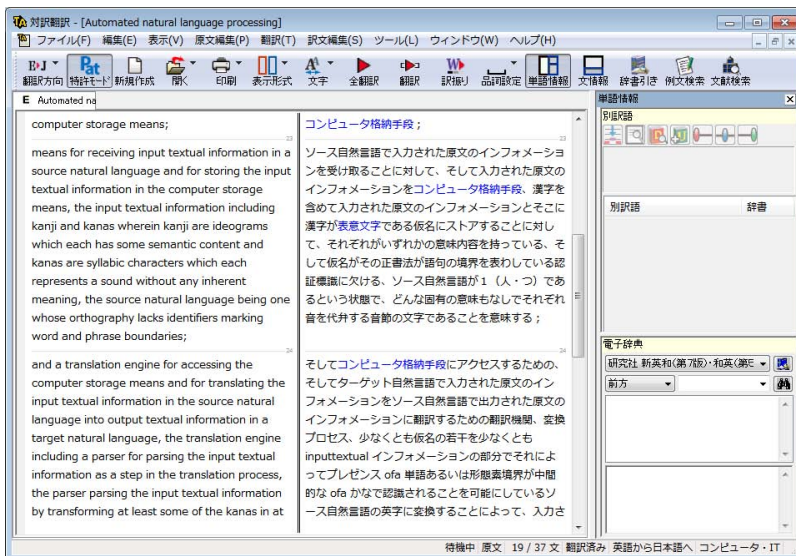 対訳翻訳 - [Automated natural language processing]
ファイル(F) 編集(E) 表示(V) 原文編集(P) 翻訳(T) 訳文編集(S) ツール(L) ウィンドウ(W) ヘルプ(H)
翻訳方向 特許モード 新規作成 開く 印刷 表示形式 文字 全翻訳 翻訳 訳振り 品詞設定 単語情報 文情報 辞書引き 例文検索 文献検索
E Automated na
computer storage means;
23
means for receiving input textual information in a
source natural language and for storing the input
textual information in the computer storage
means, the input textual information including
kanji and kanas wherein kanji are ideograms
which each has some semantic content and
kanas are syllabic characters which each
represents a sound without any inherent
meaning, the source natural language being one
whose orthography lacks identifiers marking
word and phrase boundaries;
24
and a translation engine for accessing the
computer storage means and for translating the
input textual information in the source natural
language into output textual information in a
target natural language, the translation engine
including a parser for parsing the input textual
information as a step in the translation process,
the parser parsing the input textual information
by transforming at least some of the kanas in at
コンピュータ格納手段；
23
ソース自然言語で入力された原文のインフォメーショ
ンを受け取ることに対して、そして入力された原文の
インフォメーションをコンピュータ格納手段、漢字を
含めて入力された原文のインフォメーションとそこに
漢字が表意文字である仮名にストアすることに対し
て、それぞれがいずれかの意味内容を持っている、そ
して仮名がその正書法が語句の境界を表わしている認
証標識に欠ける、ソース自然言語が１（人・つ）であ
るという状態で、どんな固有の意味もなしでそれぞれ
音を代弁する音節の文字であることを意味する；
24
そしてコンピュータ格納手段にアクセスするための、
そしてターゲット自然言語で入力された原文のイン
フォメーションをソース自然言語で出力された原文の
インフォメーションに翻訳するための翻訳機関、変換
プロセス、少なくとも仮名の若干を少なくとも
inputtextual インフォメーションの部分でそれによ
ってプレゼンス ofa 単語あるいは形態素境界が中間
的な ofa かなで認識されることを可能にしているソ
ース自然言語の英字に変換することによって、入力さ
単語情報
別訳語
別訳語 辞書
電子辞典
研究社 新英和(第7版)・和英(第5
前方
待機中 原文 19 / 37 文 翻訳済み 英語から日本語へ コンピュータ・IT